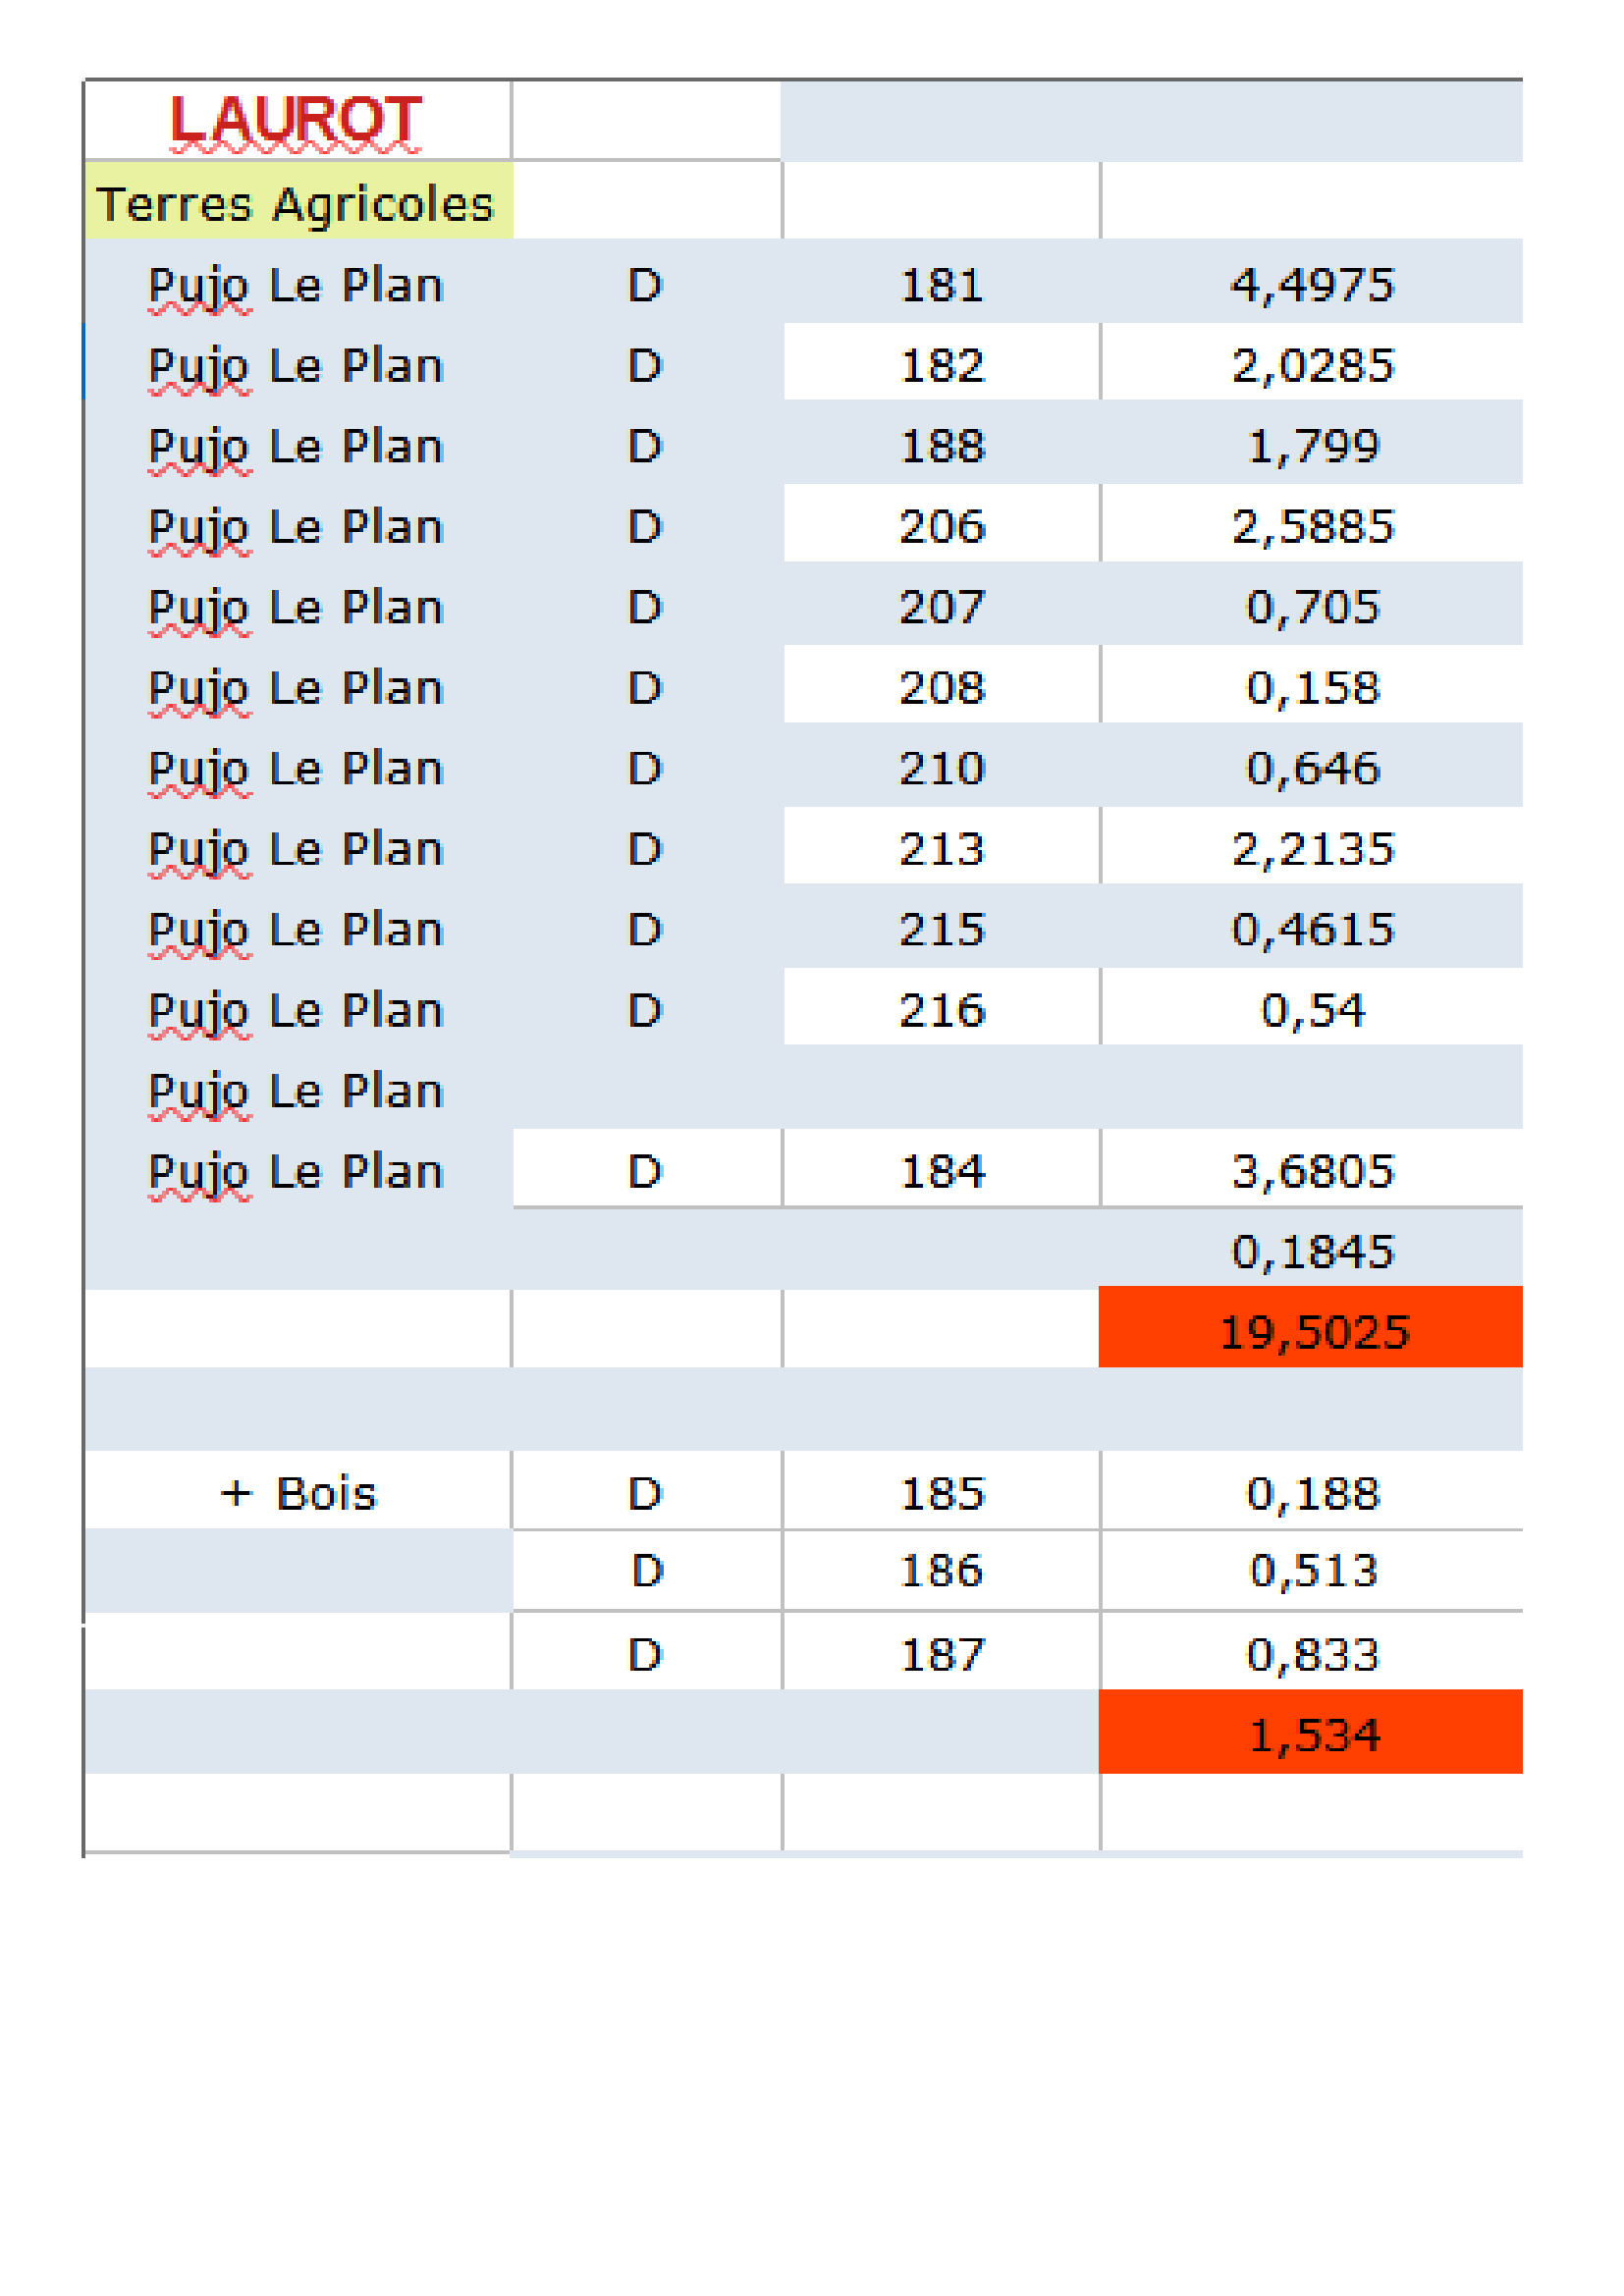 LAUROT
Terres Agricoles
Pujo Le Plan D 181 4,4975
Pujo Le Plan D 182 2,0285
Pujo Le Plan D 188 1,799
Pujo Le Plan D 206 2,5885
Pujo Le Plan D 207 0,705
Pujo Le Plan D 208 0,158
Pujo Le Plan D 210 0,646
Pujo Le Plan D 213 2,2135
Pujo Le Plan D 215 0,4615
Pujo Le Plan D 216 0,54
Pujo Le Plan
Pujo Le Plan D 184 3,6805
0,1845
19,5025
+ Bois D 185 0,188
D 186 0,513
D 187 0,833
1,534